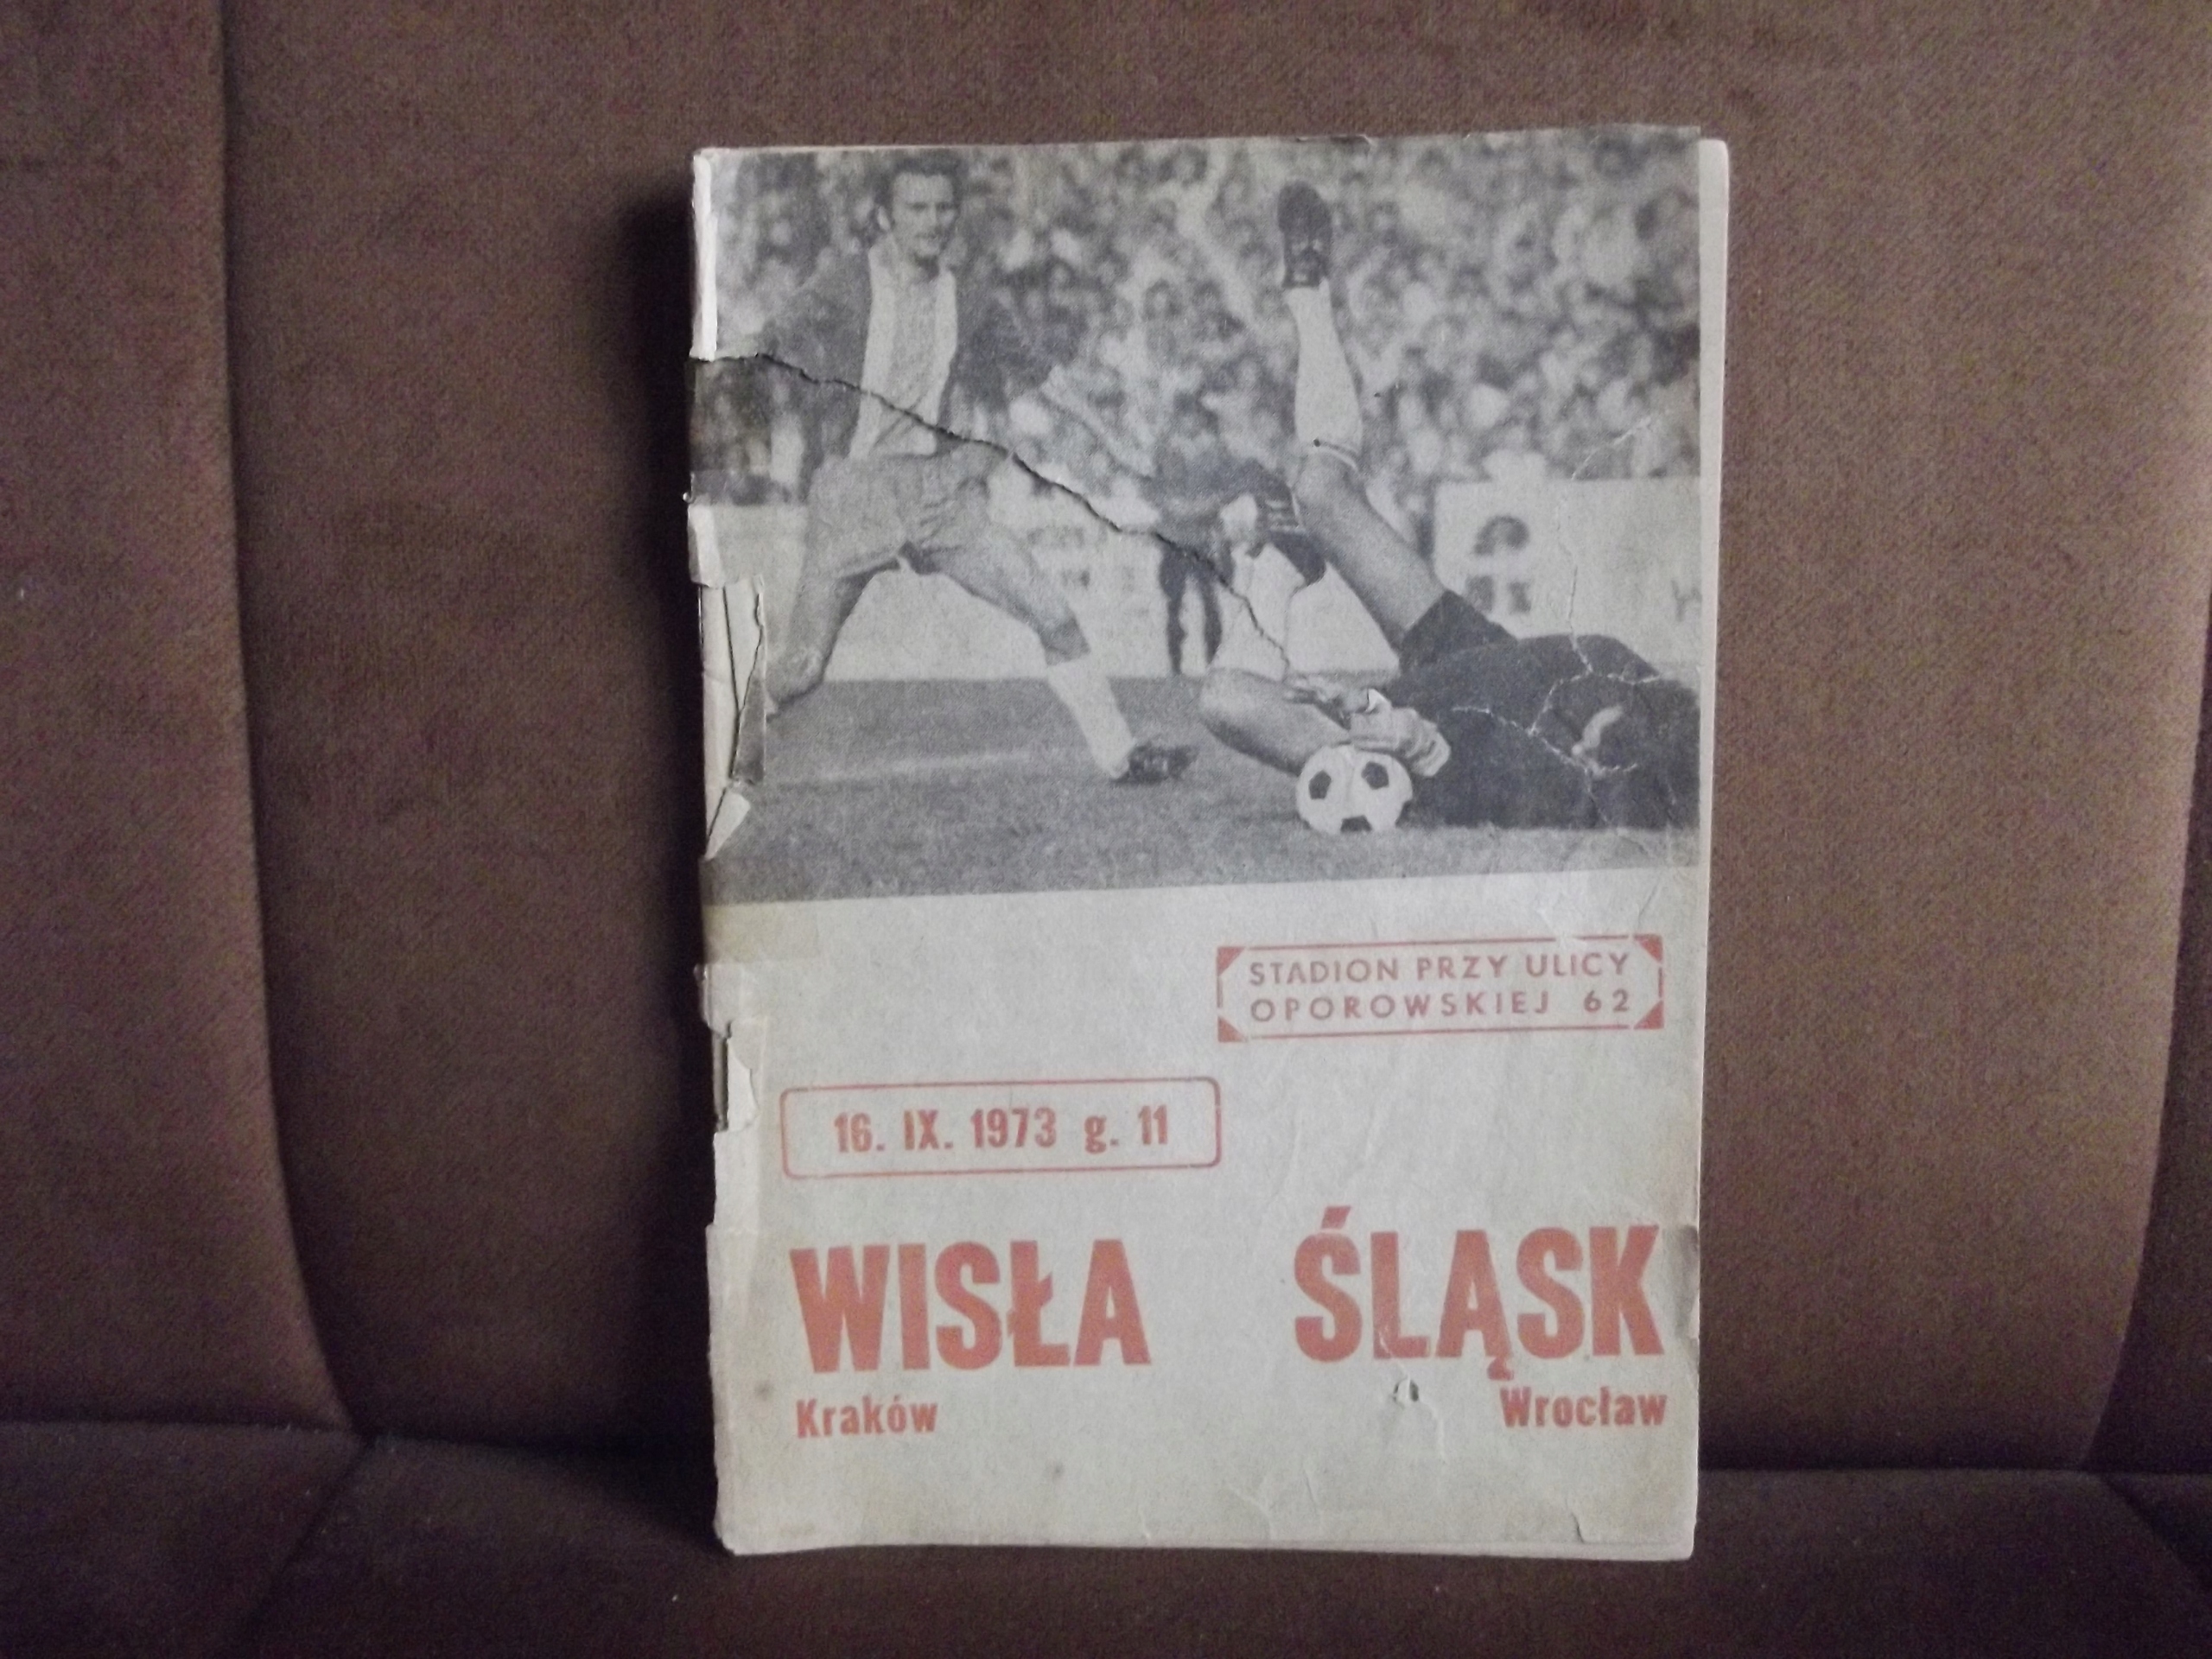 STADION PRZY ULICY
OPOROWSKIEJ 62
16. IX. 1973 g. 11
WISŁA ŚLĄSK
Kraków Wrocław